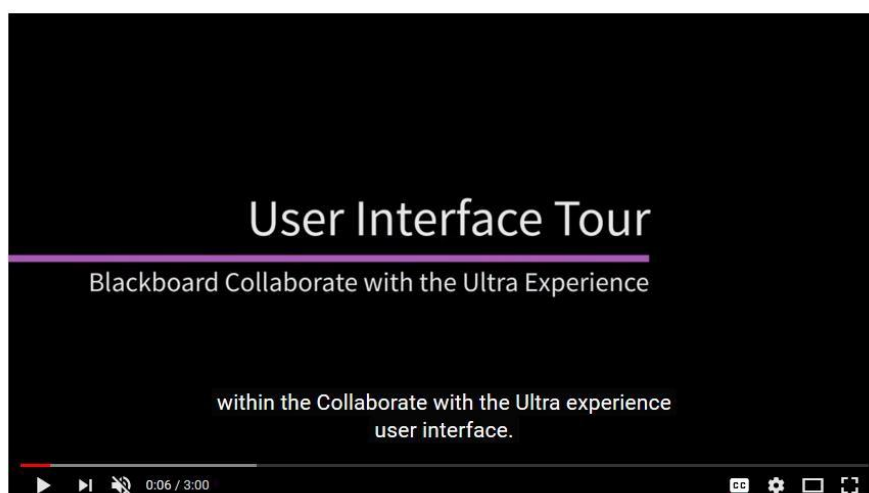 User Interface Tour
Blackboard Collaborate with the Ultra Experience
within the Collaborate with the Ultra experience
user interface.
0:06 / 3:00
CC